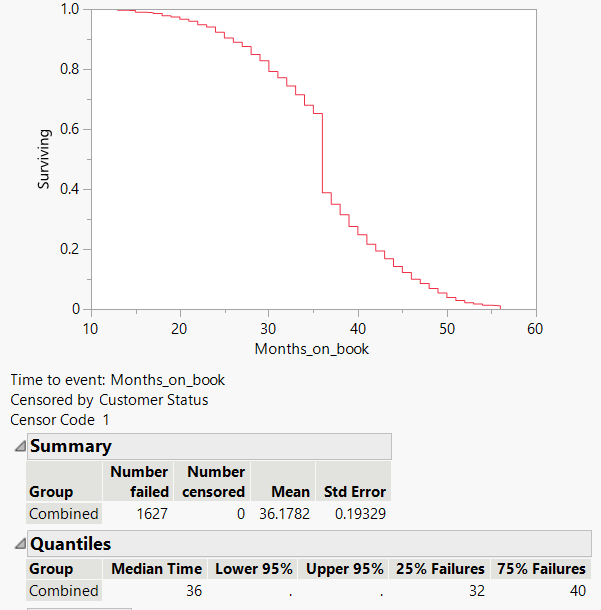 1.0
0.8
0.6
0.4
0.2
0
Surviving
10 20 30 40 50 60
Months_on_book
Time to event: Months_on_book
Censored by Customer Status
Censor Code 1
Summary
Group Number failed Number censored Mean Std Error
Combined 1627 0 36.1782 0.19329
Quantiles
Group Median Time Lower 95% Upper 95% 25% Failures 75% Failures
Combined 36 . . 32 40